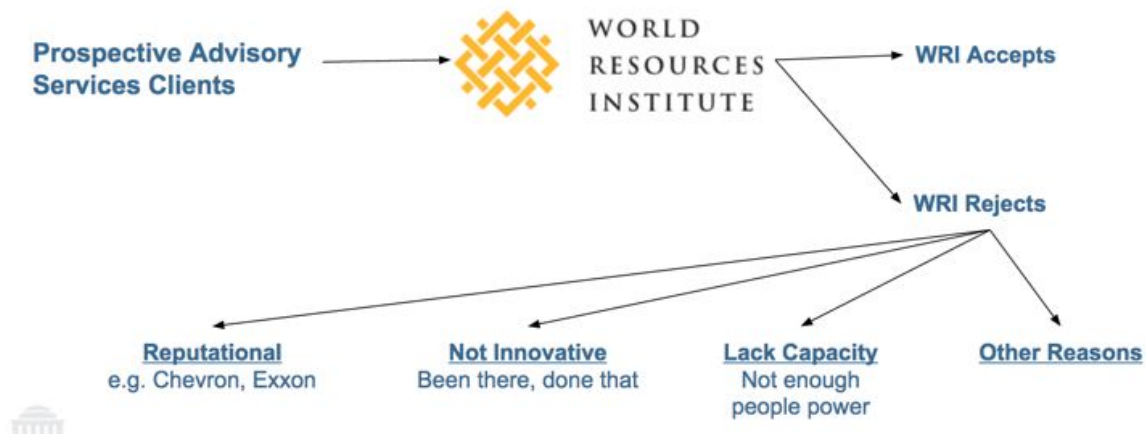 Prospective Advisory
Services Clients
WORLD
RESOURCES
INSTITUTE
WRI Accepts
WRI Rejects
Reputational
e.g. Chevron, Exxon
Not Innovative
Been there, done that
Lack Capacity
Not enough
people power
Other Reasons